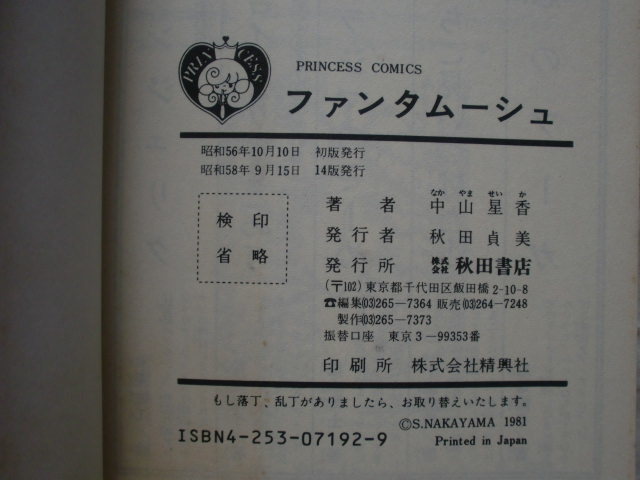 PRINCESS
PRINCESS COMICS
ファンタムーシュ
昭和56年10月10日 初版発行
昭和58年 9月15日 14版発行
検印
省略
なか やま せい か
著者 中山星香
発行者 秋田貞美
発行所 株式会社 秋田書店
(〒102) 東京都千代田区飯田橋 2-10-8
☎編集(03)265-7364 販売(03)264-7248
製作(03)265-7373
振替口座 東京3-99353番
印刷所 株式会社精興社
もし落丁、乱丁がありましたら、お取り替えいたします。
©S.NAKAYAMA 1981
ISBN4-253-07192-9
Printed in Japan